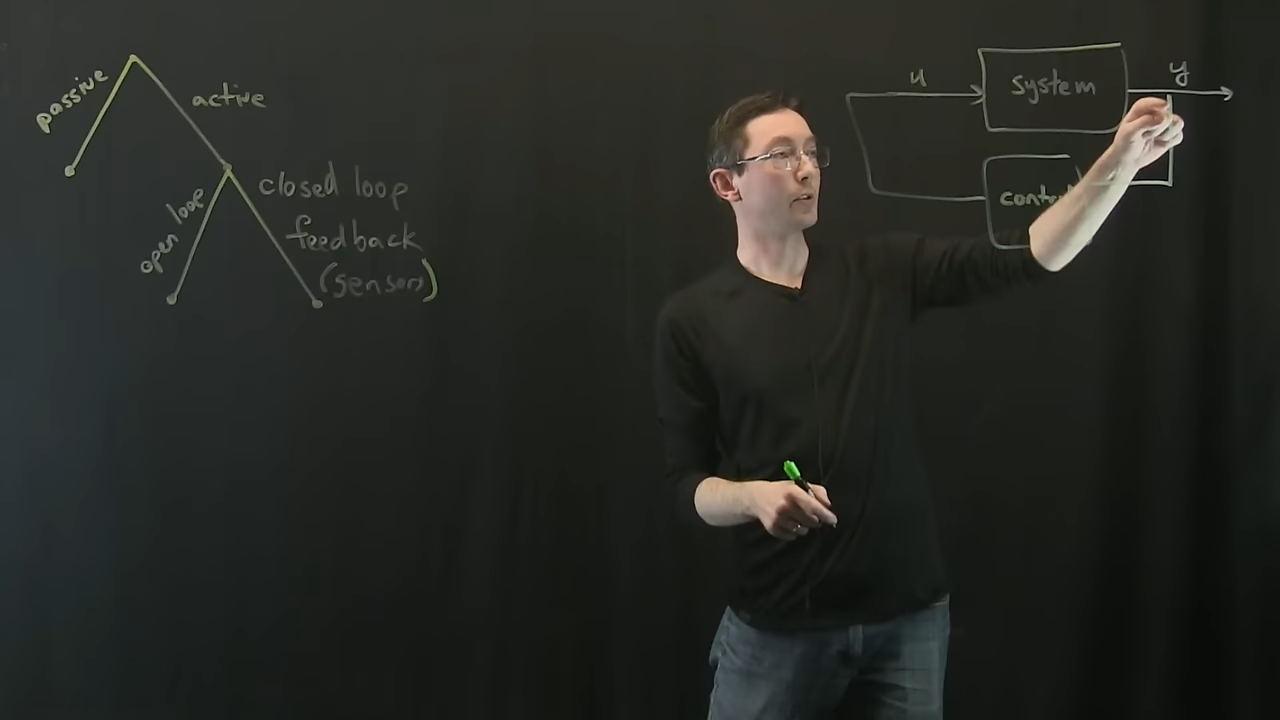 passive
active
open loop
closed loop
feedback
(sensors)
u
system
y